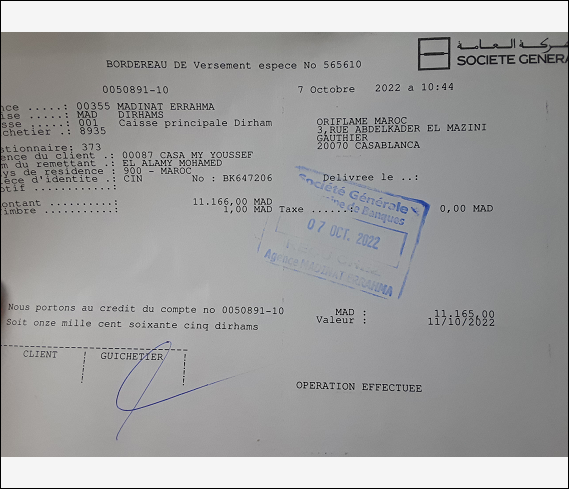 الشركة العامة
SOCIETE GENERA
BORDEREAU DE Versement espece No 565610
0050891-10 7 Octobre 2022 a 10:44
nce .....: 00355 MADINAT ERRAHMA
ise .....: MAD DIRHAMS
sse .....: 001 Caisse principale Dirham
chetier .: 8935
ORIFLAME MAROC
3,RUE ABDELKADER EL MAZINI
GAUTHIER
20070 CASABLANCA
stionnaire: 373
ence du client .: 00087 CASA MY YOUSSEF
m du remettant .: EL ALAMY MOHAMED
ys de residence : 900 - MAROC
ece d'identite .: CIN No : BK647206 Delivree le ..:
otif ............:
ontant ..........: 11.166,00 MAD
imbre ...........: 1,00 MAD Taxe ......: 0,00 MAD
Société Générale
ine de Banques
07 OCT. 2022
Agence MADINAT ERRAHMA
Nous portons au credit du compte no 0050891-10 MAD : 11.165,00
Soit onze mille cent soixante cinq dirhams Valeur : 11/10/2022
CLIENT GUICHETIER
OPERATION EFFECTUEE